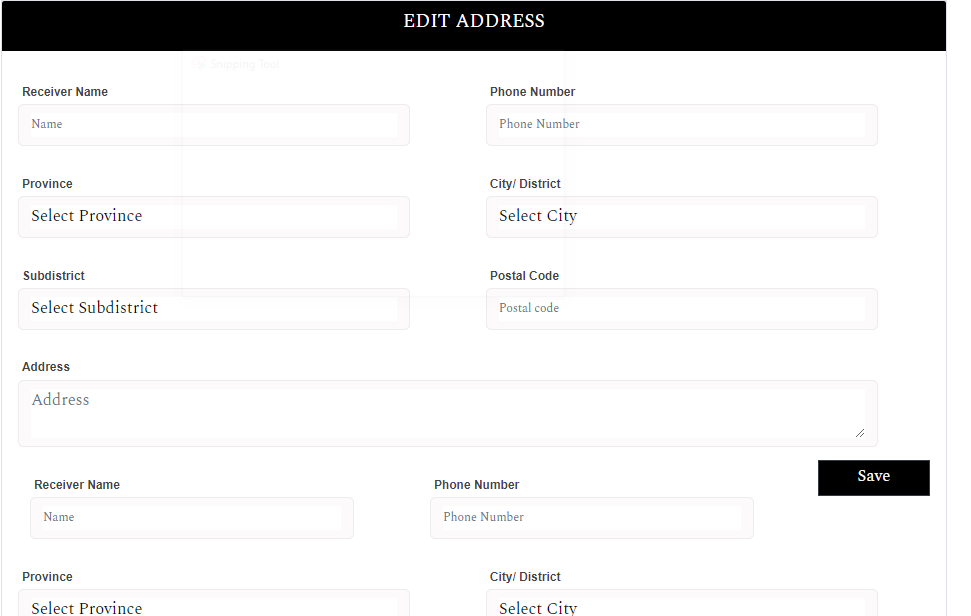 EDIT ADDRESS
Snipping Tool
Receiver Name Phone Number
Name Phone Number
Province City/ District
Select Province Select City
Subdistrict Postal Code
Select Subdistrict Postal code
Address
Address
Save
Receiver Name Phone Number
Name Phone Number
Province City/ District
Select Province Select City